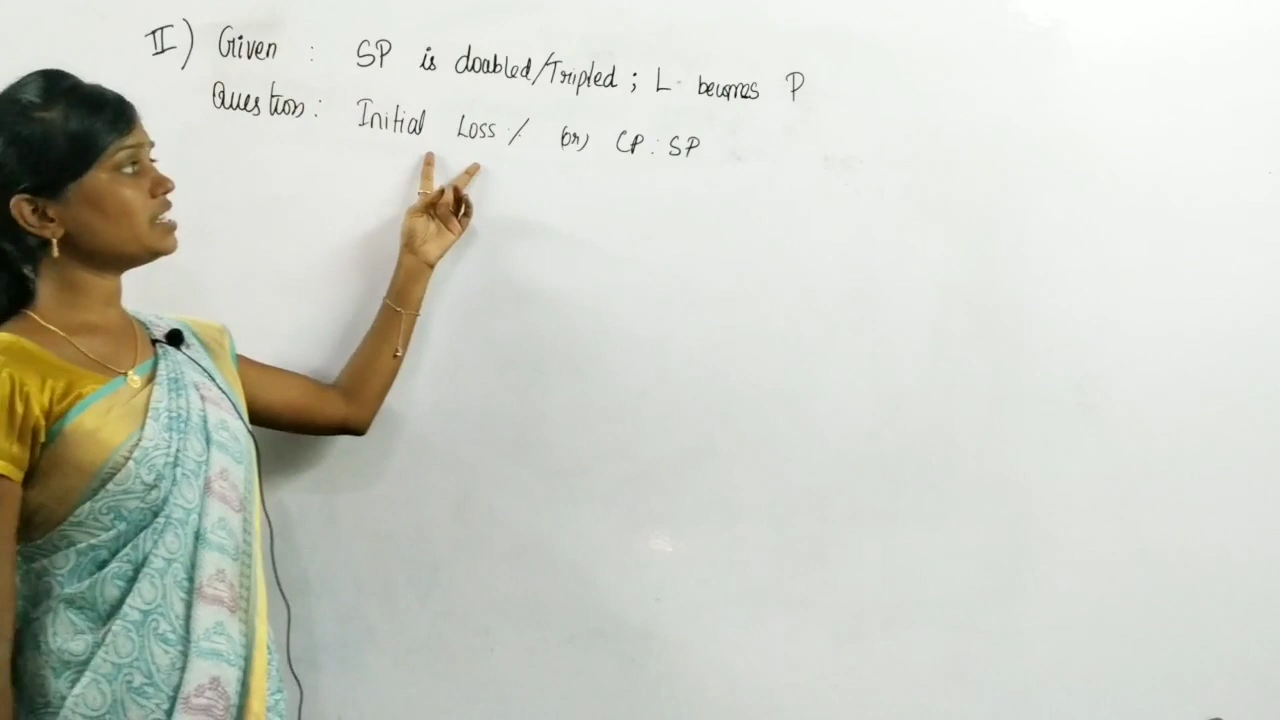 II) Given : SP is doubled/Tripled ; L becomes P
Question : Initial Loss % (or) CP : SP